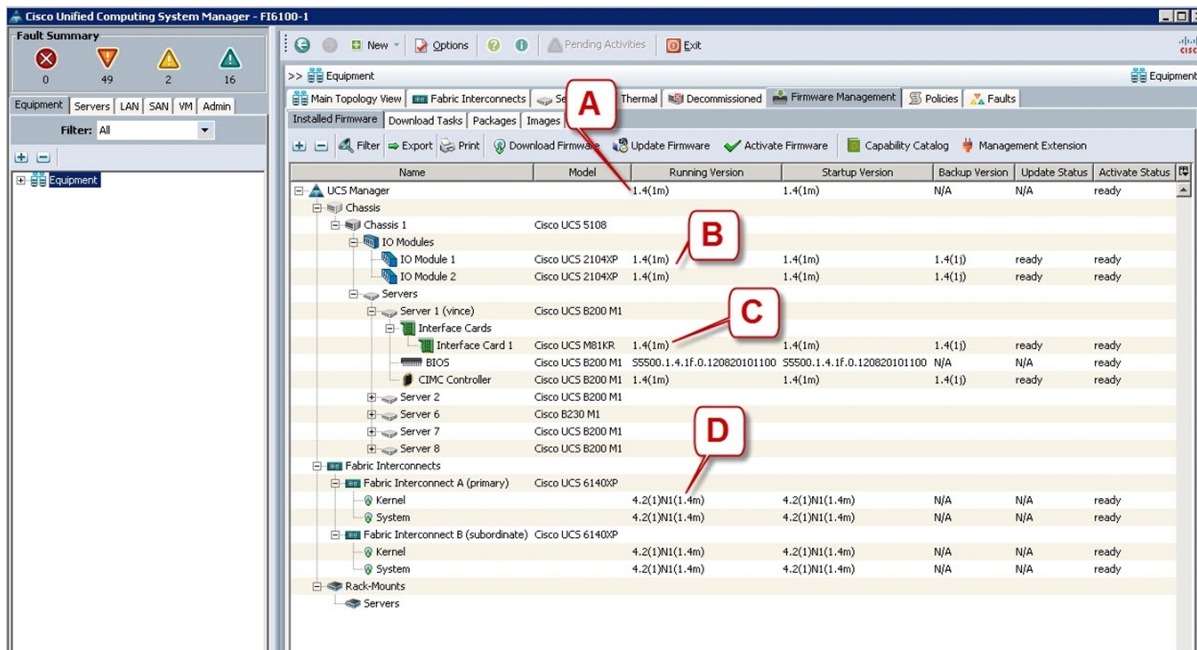 Cisco Unified Computing System Manager - FI6100-1
Fault Summary
0 49 2 16
New Options Pending Activities Exit
CISC
>> Equipment Equipment
Equipment Servers LAN SAN VM Admin
Filter: All
Main Topology View Fabric Interconnects Se Thermal Decommissioned Firmware Management Policies Faults
Installed Firmware Download Tasks Packages Images
Filter Export Print Download Firmware Update Firmware Activate Firmware Capability Catalog Management Extension
Equipment
Name Model Running Version Startup Version Backup Version Update Status Activate Status
UCS Manager 1.4(1m) 1.4(1m) N/A N/A ready
Chassis
Chassis 1 Cisco UCS 5108
IO Modules
IO Module 1 Cisco UCS 2104XP 1.4(1m) 1.4(1m) 1.4(1j) ready ready
IO Module 2 Cisco UCS 2104XP 1.4(1m) 1.4(1m) 1.4(1j) ready ready
Servers
Server 1 (vince) Cisco UCS B200 M1
Interface Cards
Interface Card 1 Cisco UCS M81KR 1.4(1m) 1.4(1m) 1.4(1j) ready ready
BIOS Cisco UCS B200 M1 S5500.1.4.1f.0.120820101100 S5500.1.4.1f.0.120820101100 N/A N/A ready
CIMC Controller Cisco UCS B200 M1 1.4(1m) 1.4(1m) 1.4(1j) ready ready
Server 2 Cisco UCS B200 M1
Server 6 Cisco B230 M1
Server 7 Cisco UCS B200 M1
Server 8 Cisco UCS B200 M1
Fabric Interconnects
Fabric Interconnect A (primary) Cisco UCS 6140XP
Kernel 4.2(1)N1(1.4m) 4.2(1)N1(1.4m) N/A N/A ready
System 4.2(1)N1(1.4m) 4.2(1)N1(1.4m) N/A N/A ready
Fabric Interconnect B (subordinate) Cisco UCS 6140XP
Kernel 4.2(1)N1(1.4m) 4.2(1)N1(1.4m) N/A N/A ready
System 4.2(1)N1(1.4m) 4.2(1)N1(1.4m) N/A N/A ready
Rack-Mounts
Servers
A
B
C
D